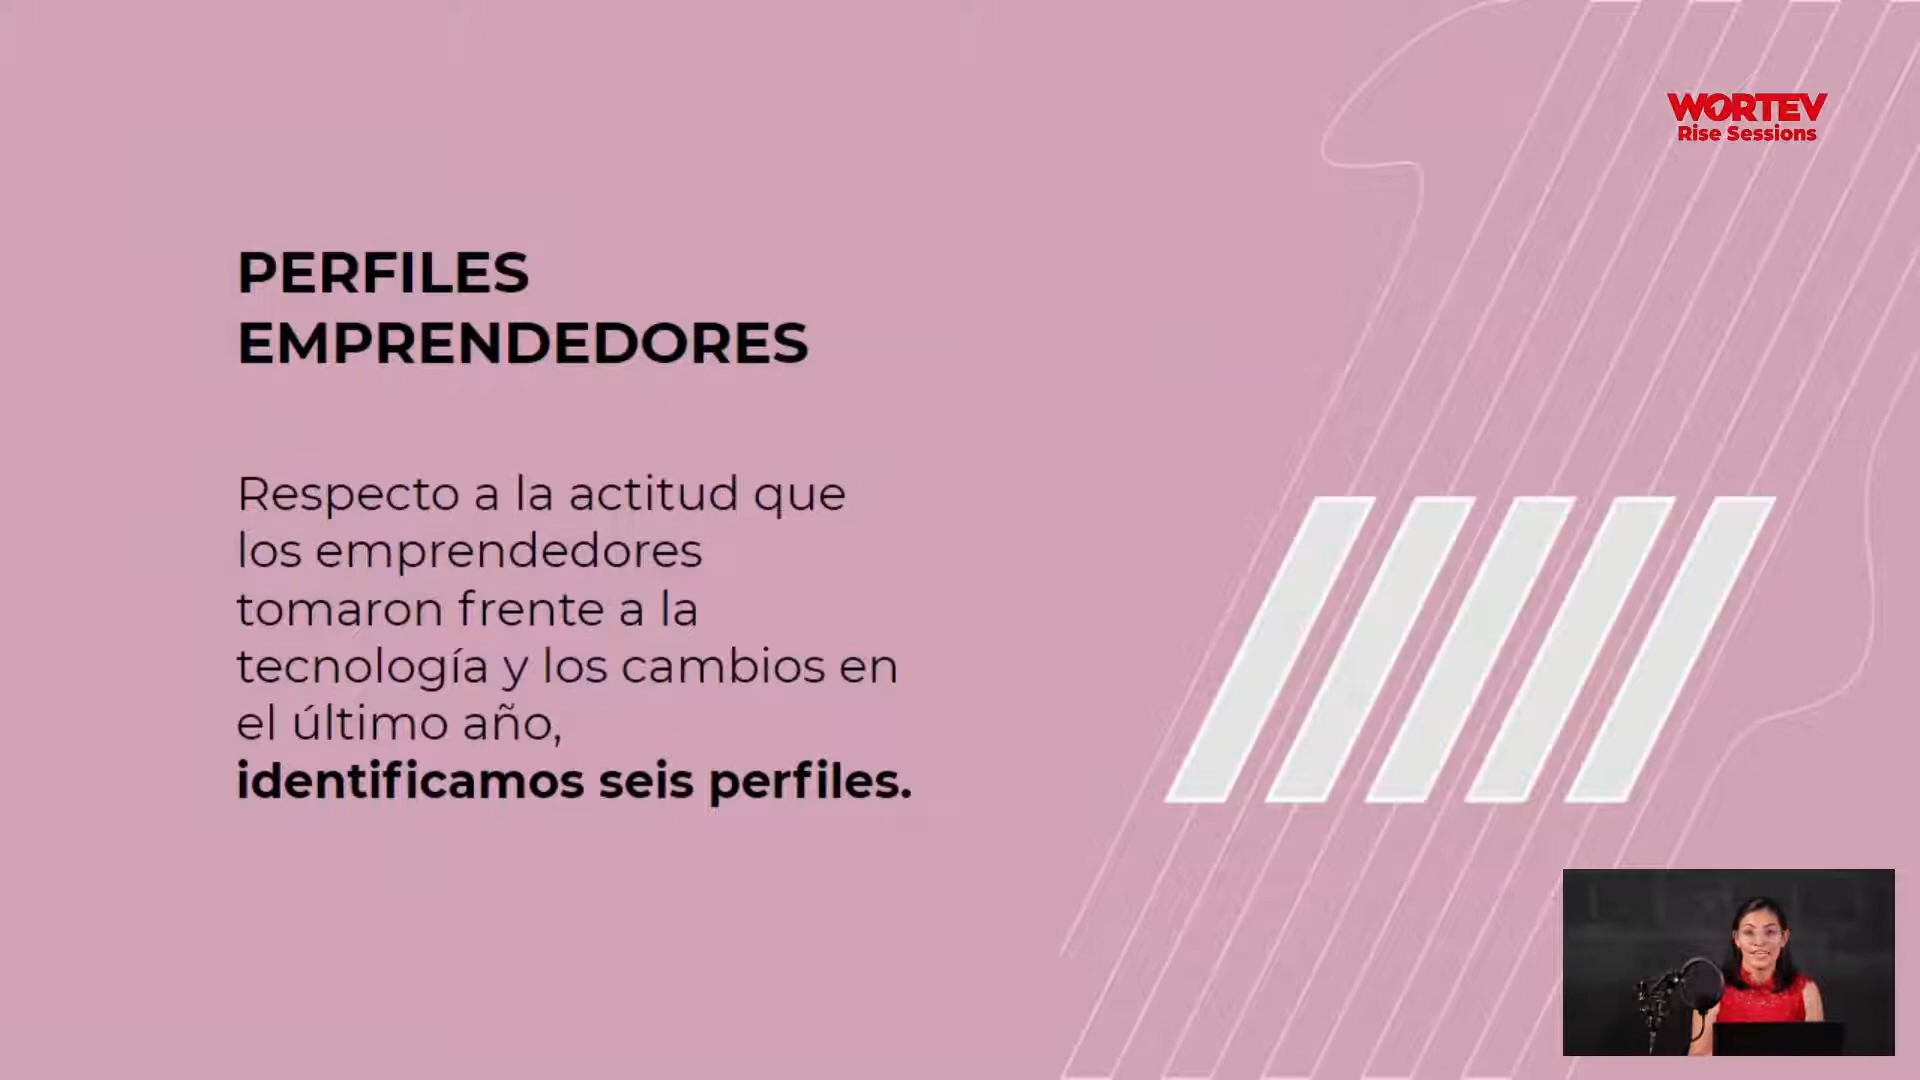 WORTEV
Rise Sessions
PERFILES
EMPRENDEDORES
Respecto a la actitud que
los emprendedores
tomaron frente a la
tecnología y los cambios en
el último año,
identificamos seis perfiles.